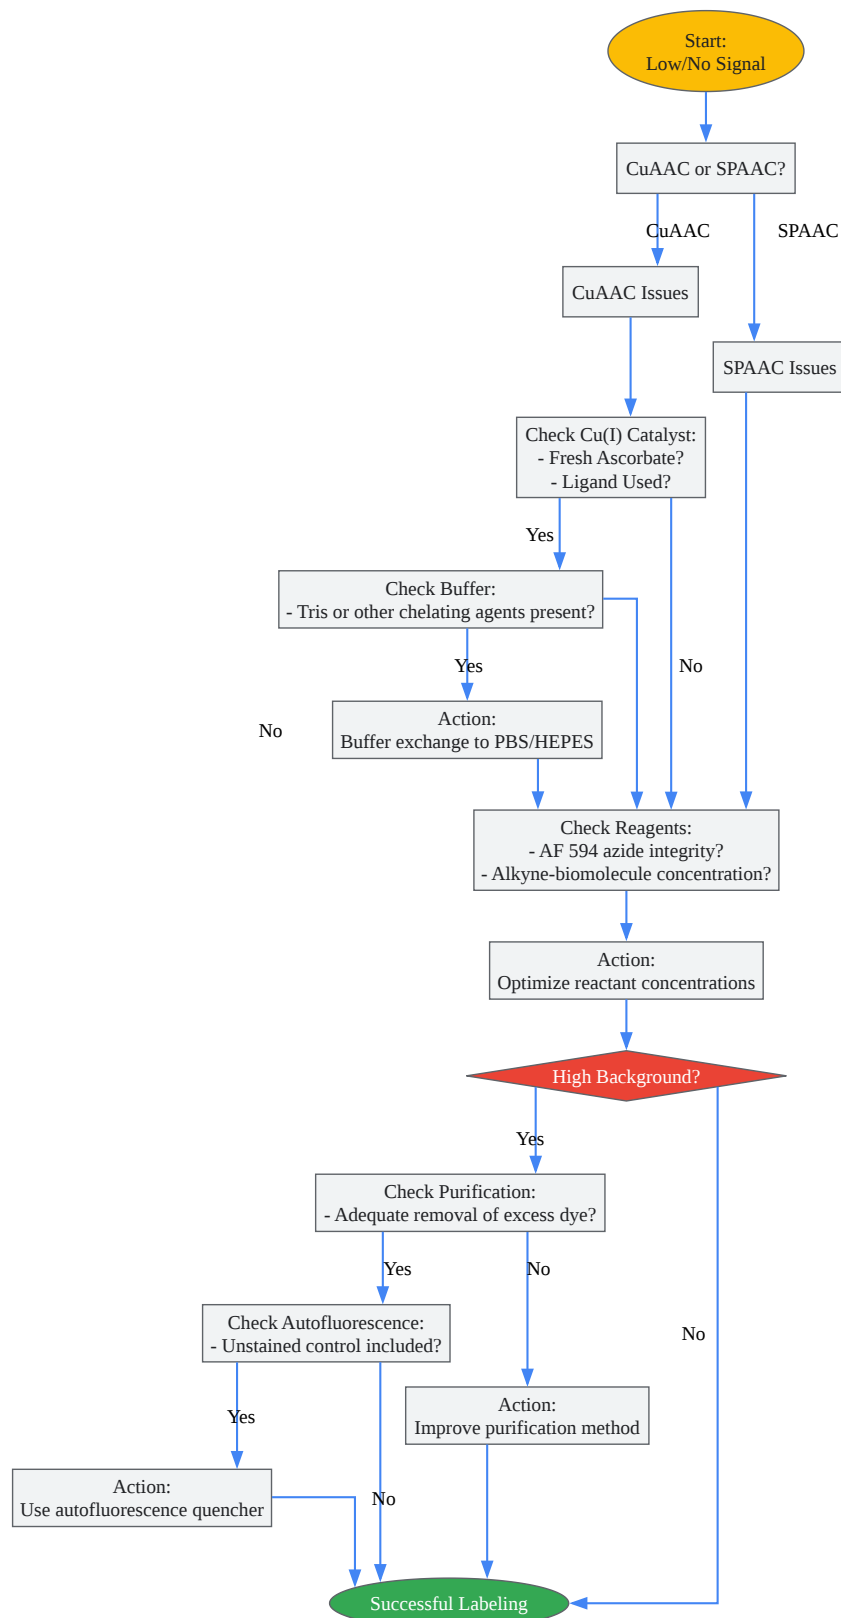 Start:
Low/No Signal
CuAAC or SPAAC?
CuAAC
SPAAC
CuAAC Issues
SPAAC Issues
Check Cu(I) Catalyst:
- Fresh Ascorbate?
- Ligand Used?
Yes
Check Buffer:
- Tris or other chelating agents present?
Yes
No
Action:
Buffer exchange to PBS/HEPES
No
Check Reagents:
- AF 594 azide integrity?
- Alkyne-biomolecule concentration?
Action:
Optimize reactant concentrations
High Background?
Yes
Check Purification:
- Adequate removal of excess dye?
Yes
No
Check Autofluorescence:
- Unstained control included?
No
Action:
Improve purification method
Yes
Action:
Use autofluorescence quencher
No
Successful Labeling